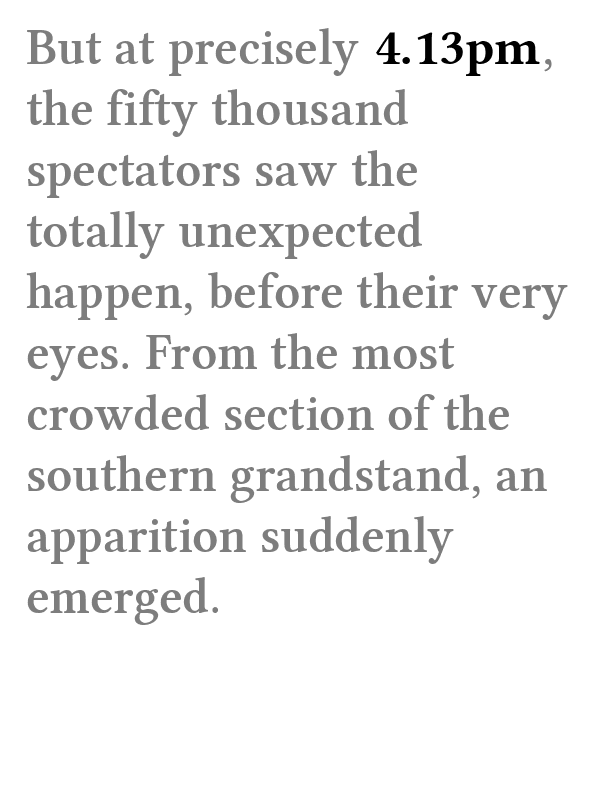 But at precisely 4.13pm,
the fifty thousand
spectators saw the
totally unexpected
happen, before their very
eyes. From the most
crowded section of the
southern grandstand, an
apparition suddenly
emerged.